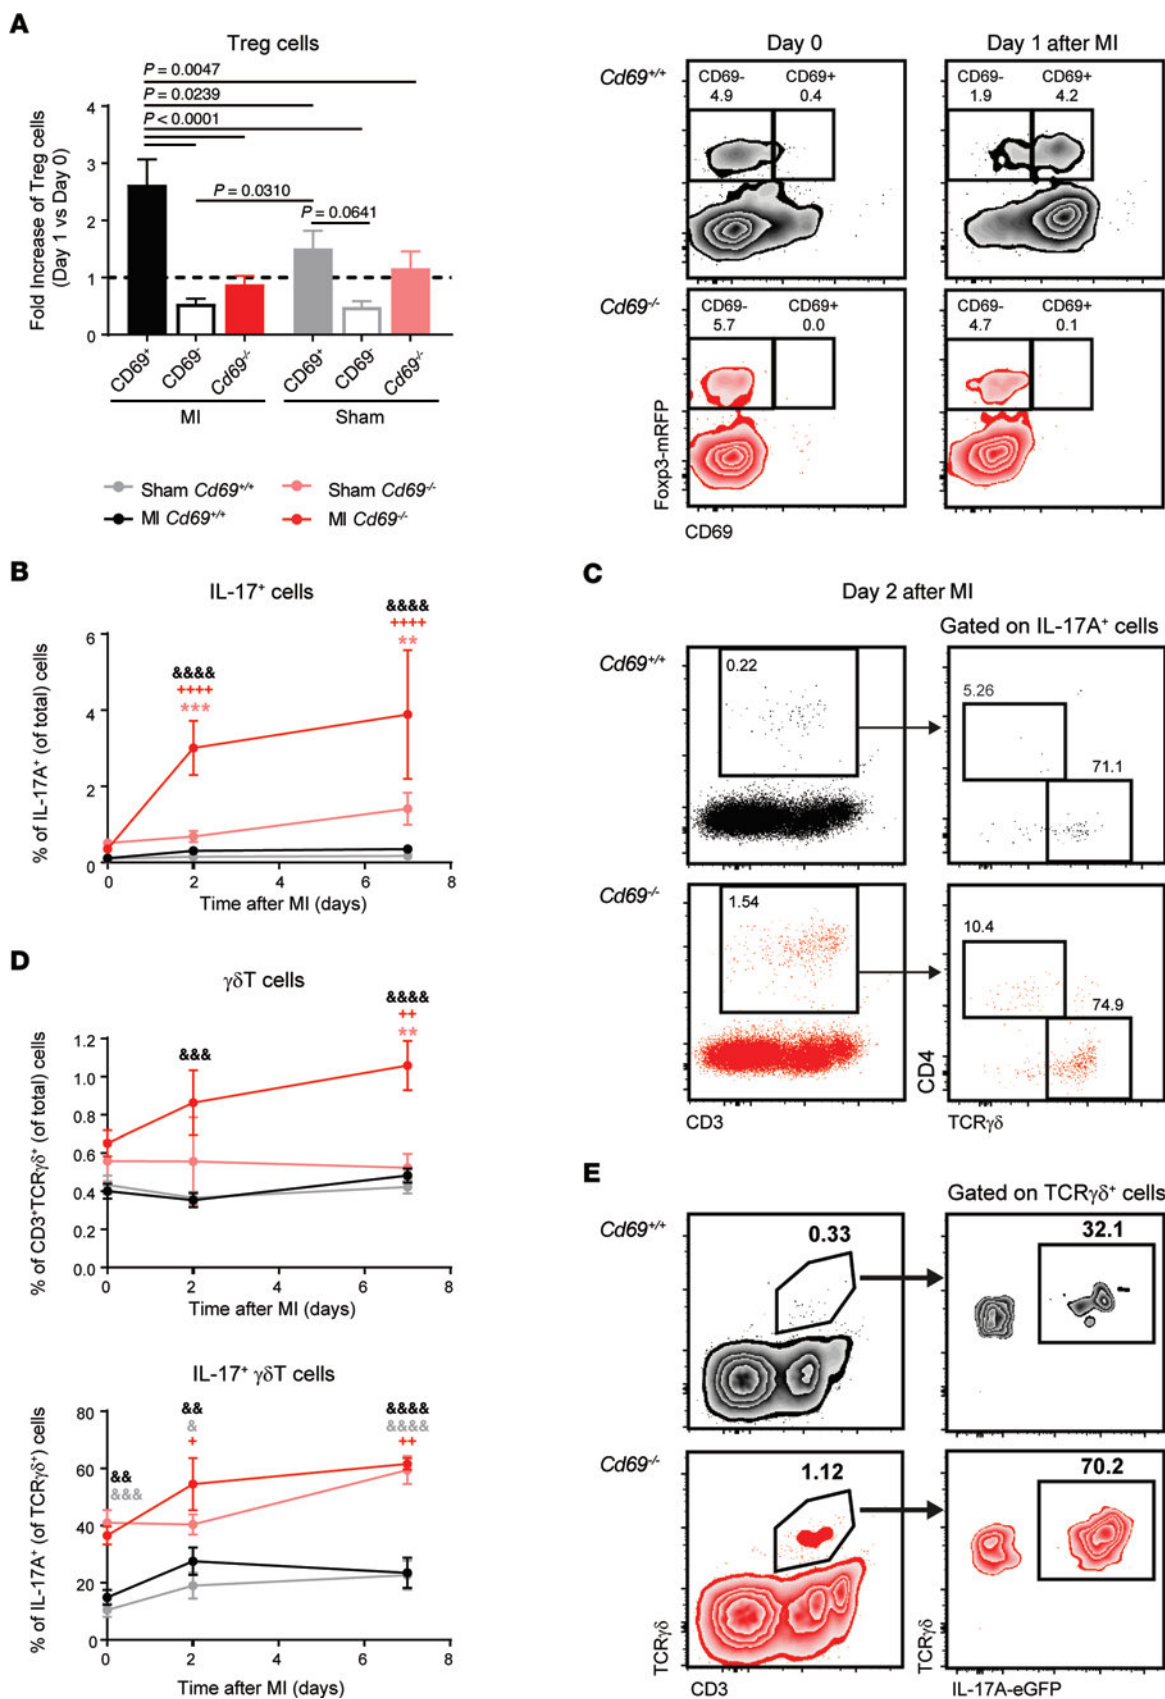 A
Treg cells
P = 0.0047
P = 0.0239
P < 0.0001
P = 0.0310
P = 0.0641
Fold Increase of Treg cells
(Day 1 vs Day 0)
4
3
2
1
0
CD69⁺
CD69⁻
Cd69⁻/⁻
CD69⁺
CD69⁻
Cd69⁻/⁻
MI
Sham
Sham Cd69⁺/⁺
Sham Cd69⁻/⁻
MI Cd69⁺/⁺
MI Cd69⁻/⁻
Day 0
Day 1 after MI
Cd69⁺/⁺
CD69-
4.9
CD69+
0.4
CD69-
1.9
CD69+
4.2
Cd69⁻/⁻
CD69-
5.7
CD69+
0.0
CD69-
4.7
CD69+
0.1
Foxp3-mRFP
CD69
B
IL-17⁺ cells
&&&&
++++
***
&&&&
++++
**
% of IL-17A⁺ (of total) cells
6
4
2
0
0 2 4 6 8
Time after MI (days)
C
Day 2 after MI
Gated on IL-17A⁺ cells
Cd69⁺/⁺
0.22
5.26
71.1
Cd69⁻/⁻
1.54
10.4
74.9
CD4
CD3
TCRγδ
D
γδT cells
&&&
&&&&
++
**
% of CD3⁺TCRγδ⁺ (of total) cells
1.2
1.0
0.8
0.6
0.4
0.2
0.0
0 2 4 6 8
Time after MI (days)
IL-17⁺ γδT cells
&&
&&&
&&
&
+
&&&&
&&&&
++
% of IL-17A⁺ (of TCRγδ⁺) cells
80
60
40
20
0
0 2 4 6 8
Time after MI (days)
E
Gated on TCRγδ⁺ cells
Cd69⁺/⁺
0.33
32.1
Cd69⁻/⁻
1.12
70.2
TCRγδ
CD3
TCRγδ
IL-17A-eGFP